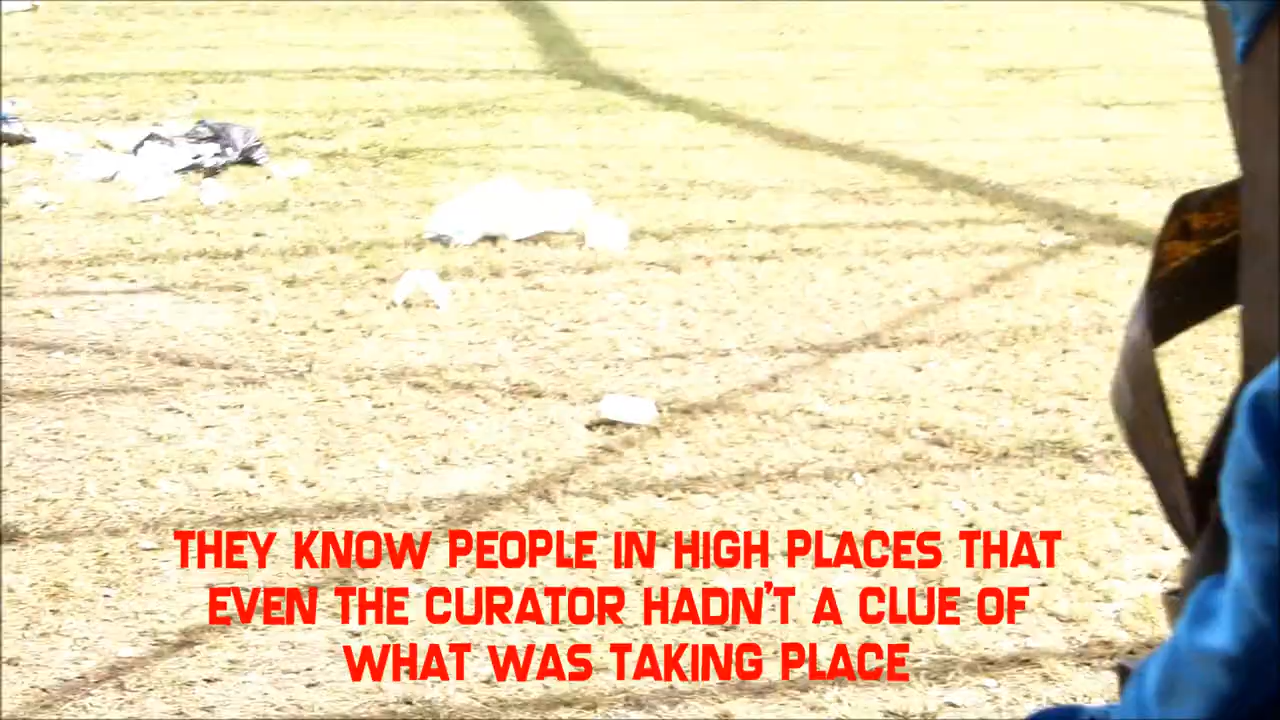 THEY KNOW PEOPLE IN HIGH PLACES THAT
EVEN THE CURATOR HADN'T A CLUE OF
WHAT WAS TAKING PLACE